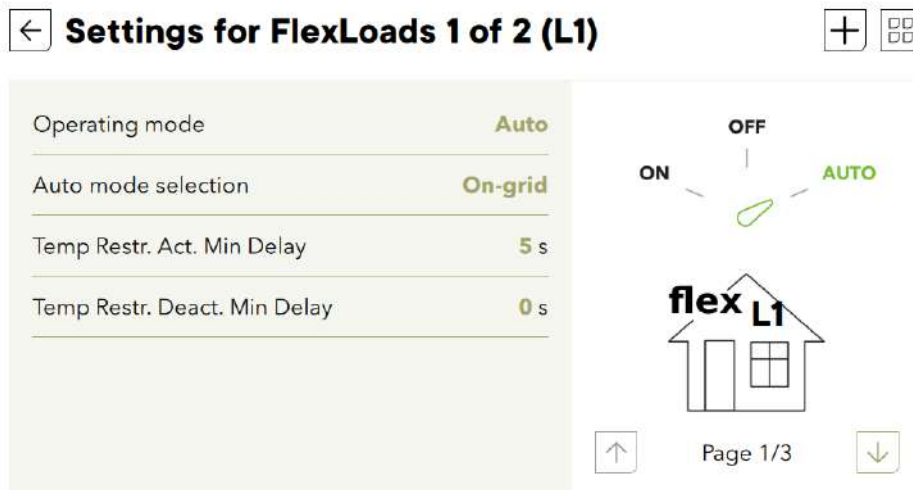 Settings for FlexLoads 1 of 2 (L1)
Operating mode Auto
Auto mode selection On-grid
Temp Restr. Act. Min Delay 5 s
Temp Restr. Deact. Min Delay 0 s
OFF
ON AUTO
flex L1
Page 1/3